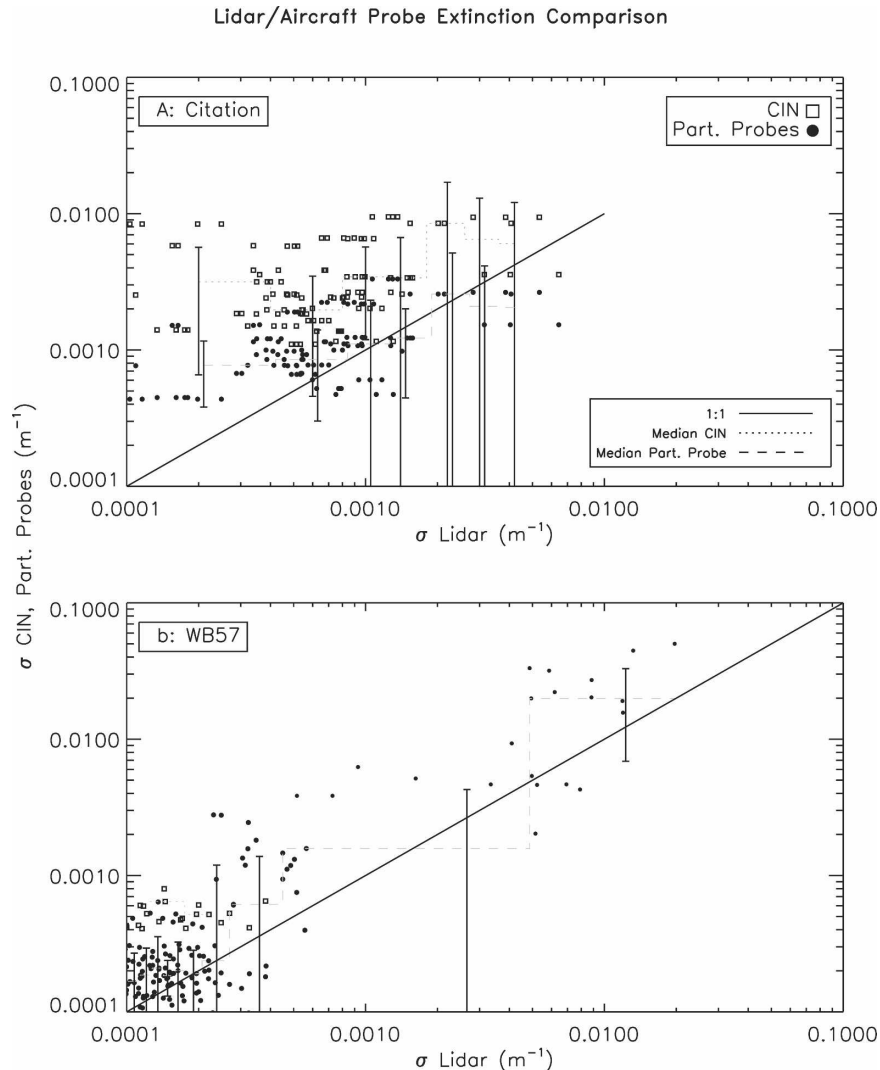 Lidar/Aircraft Probe Extinction Comparison
A: Citation
CIN
Part. Probes
0.1000
0.0100
0.0010
0.0001
1:1
Median CIN
Median Part. Probe
0.0001 0.0010 0.0100 0.1000
σ Lidar (m⁻¹)
σ CIN, Part. Probes (m⁻¹)
b: WB57
0.1000
0.0100
0.0010
0.0001
0.0001 0.0010 0.0100 0.1000
σ Lidar (m⁻¹)